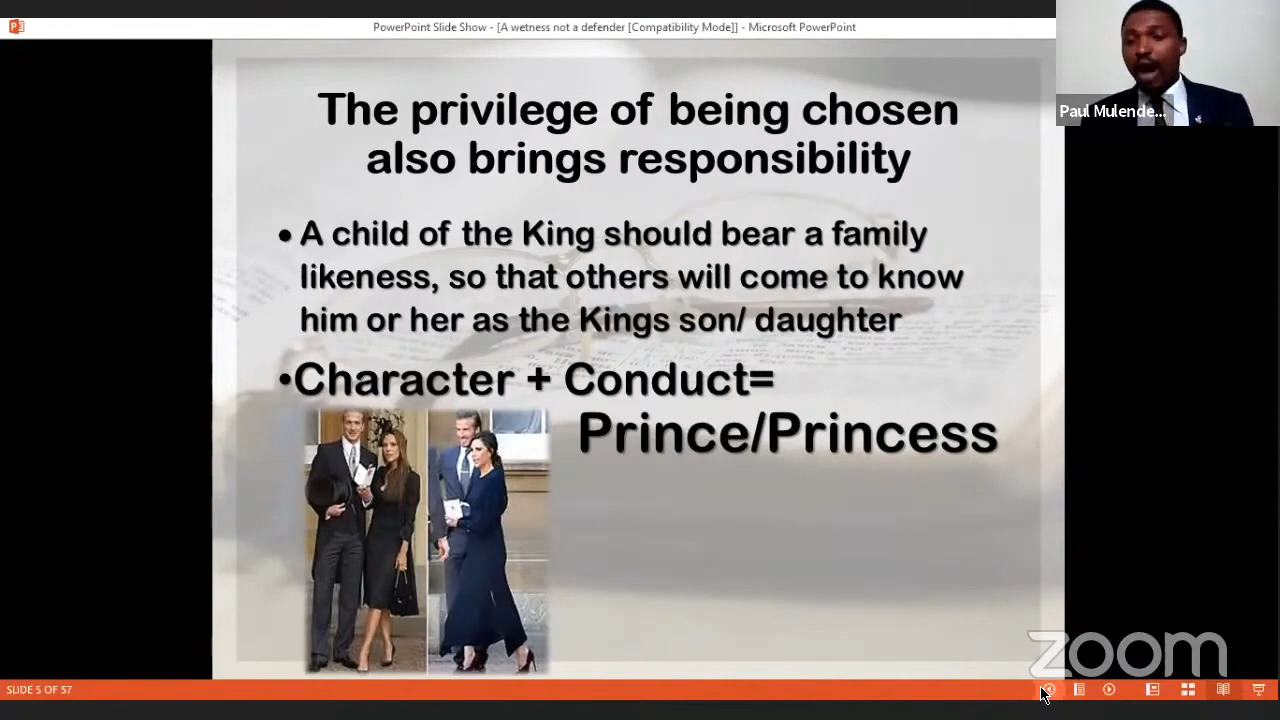 PowerPoint Slide Show - [A wetness not a defender [Compatibility Mode]] - Microsoft PowerPoint
Paul Mulende...
The privilege of being chosen
also brings responsibility
• A child of the King should bear a family
likeness, so that others will come to know
him or her as the Kings son/ daughter
•Character + Conduct=
Prince/Princess
zoom
SLIDE 5 OF 57